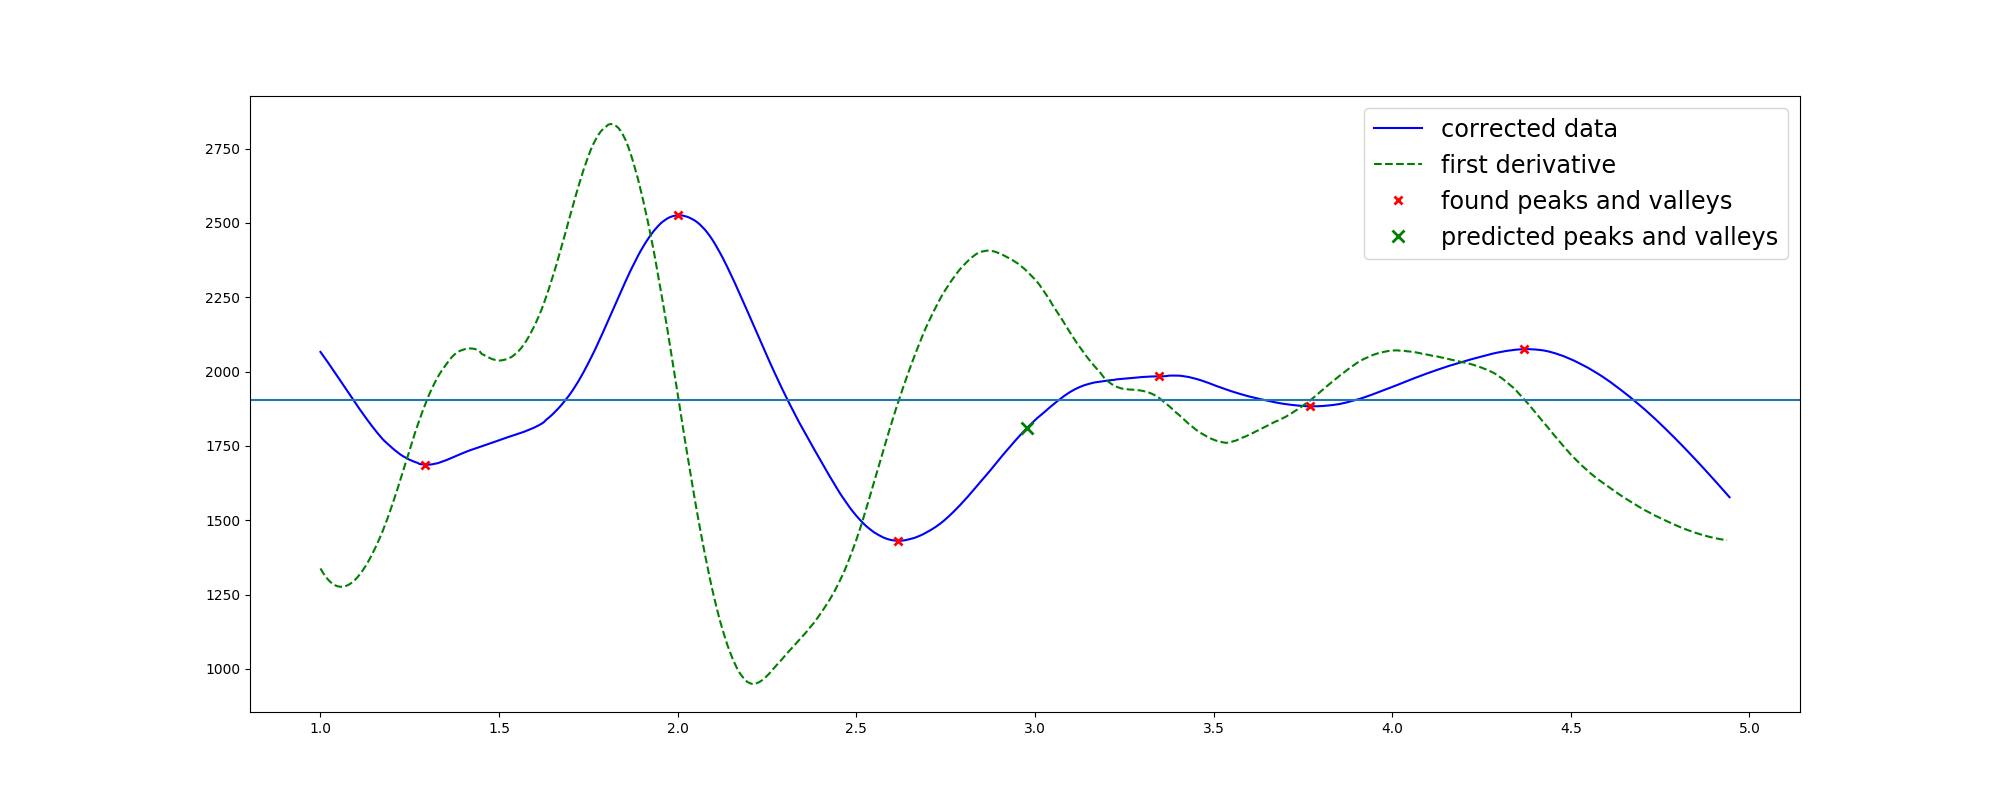 corrected data
first derivative
found peaks and valleys
predicted peaks and valleys
2750
2500
2250
2000
1750
1500
1250
1000
1.0 1.5 2.0 2.5 3.0 3.5 4.0 4.5 5.0